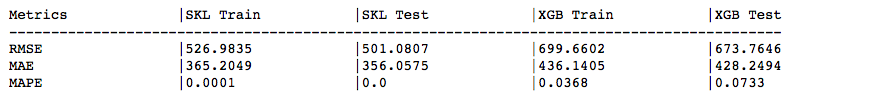 Metrics |SKL Train |SKL Test |XGB Train |XGB Test
--------------------------------------------------------------------------------
RMSE |526.9835 |501.0807 |699.6602 |673.7646
MAE |365.2049 |356.0575 |436.1405 |428.2494
MAPE |0.0001 |0.0 |0.0368 |0.0733